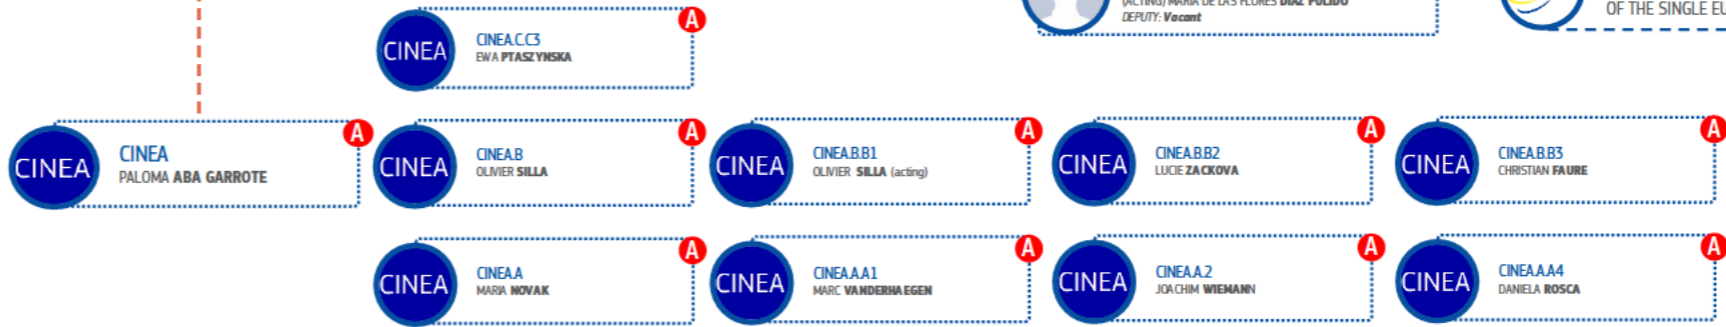 (ACTING) MARIA DE LAS FLORES DIAZ PULIDO
DEPUTY: Vacant
OF THE SINGLE EU
A
CINEA
CINEA.C.C3
EWA PTASZYNSKA
A
CINEA
CINEA
PALOMA ABA GARROTE
A
CINEA
CINEA.B
OLIVIER SILLA
A
CINEA
CINEA.B.B1
OLIVIER SILLA (acting)
A
CINEA
CINEA.B.B2
LUCIE ZACKOVA
A
CINEA
CINEA.B.B3
CHRISTIAN FAURE
A
CINEA
CINEA.A
MARIA NOVAK
A
CINEA
CINEA.A.A1
MARC VANDERHAEGEN
A
CINEA
CINEA.A.2
JOACHIM WIEMANN
A
CINEA
CINEA.A.A4
DANIELA ROSCA